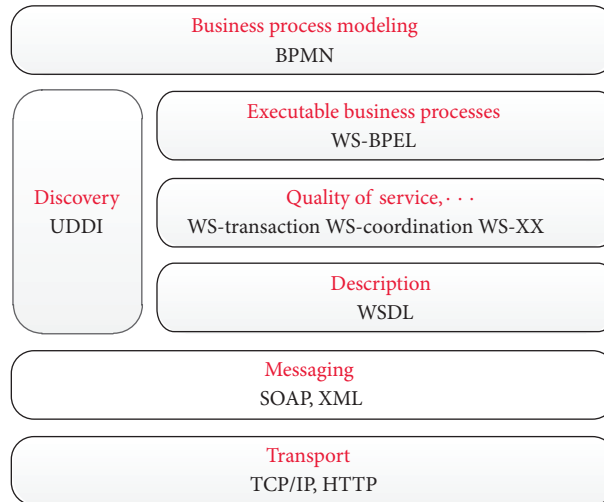 Business process modeling
BPMN
Executable business processes
WS-BPEL
Discovery
UDDI
Quality of service,· · ·
WS-transaction WS-coordination WS-XX
Description
WSDL
Messaging
SOAP, XML
Transport
TCP/IP, HTTP